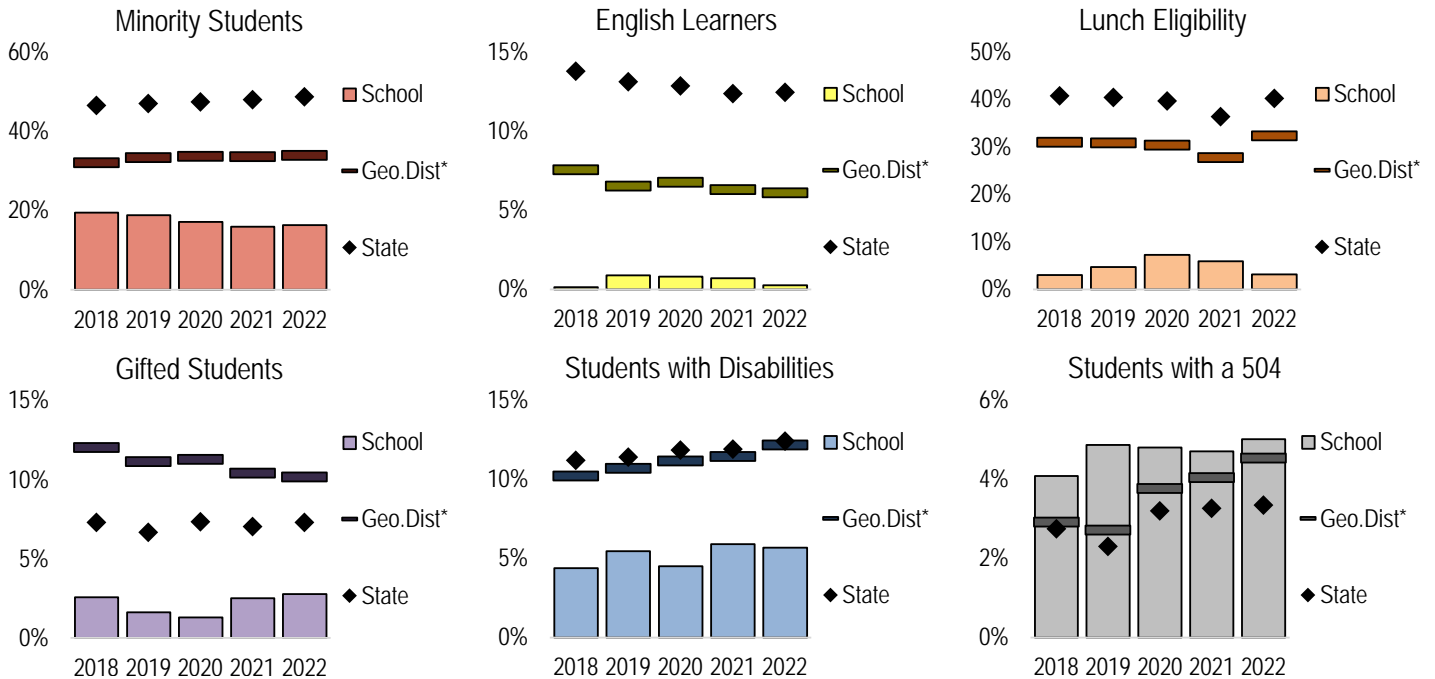 Minority Students
60%
40%
20%
0%
2018 2019 2020 2021 2022
School
Geo.Dist*
State
English Learners
15%
10%
5%
0%
2018 2019 2020 2021 2022
School
Geo.Dist*
State
Lunch Eligibility
50%
40%
30%
20%
10%
0%
2018 2019 2020 2021 2022
School
Geo.Dist*
State
Gifted Students
15%
10%
5%
0%
2018 2019 2020 2021 2022
School
Geo.Dist*
State
Students with Disabilities
15%
10%
5%
0%
2018 2019 2020 2021 2022
School
Geo.Dist*
State
Students with a 504
6%
4%
2%
0%
2018 2019 2020 2021 2022
School
Geo.Dist*
State